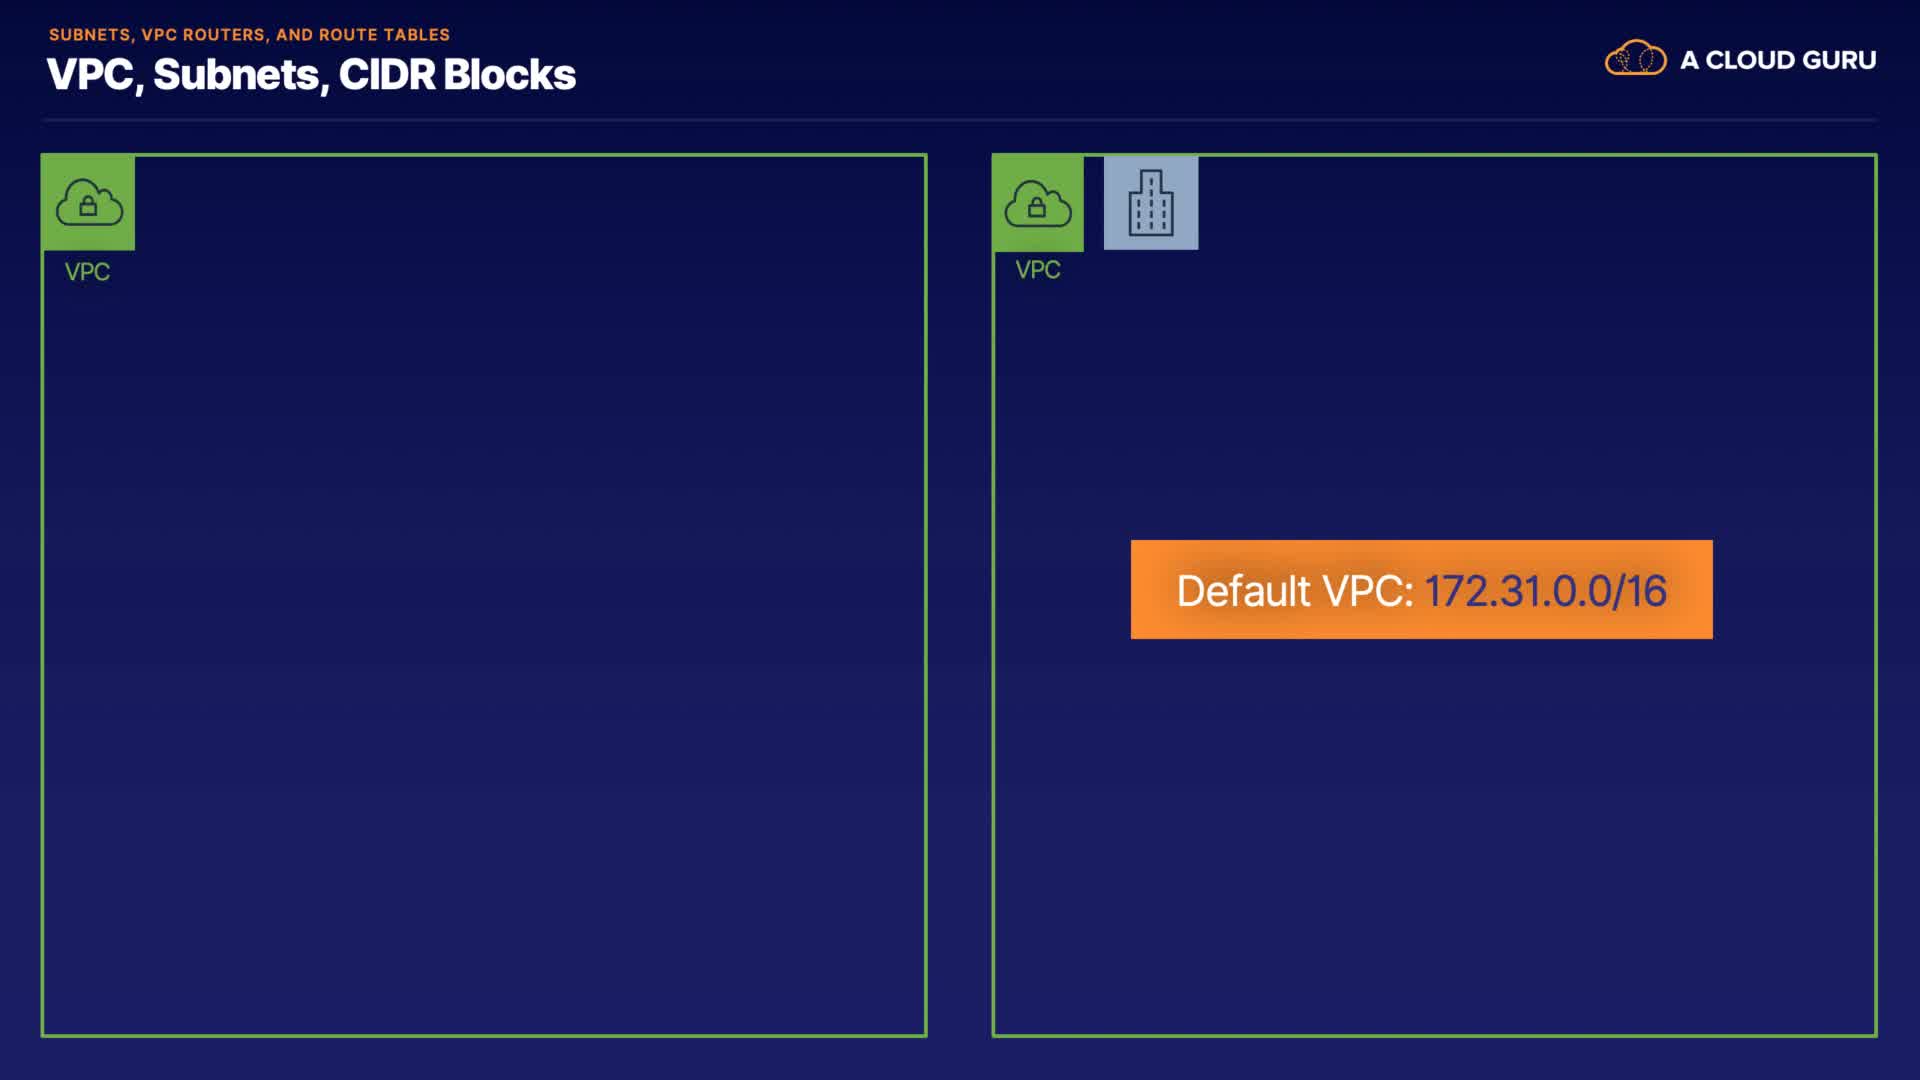 SUBNETS, VPC ROUTERS, AND ROUTE TABLES
VPC, Subnets, CIDR Blocks
A CLOUD GURU
VPC
VPC
Default VPC: 172.31.0.0/16